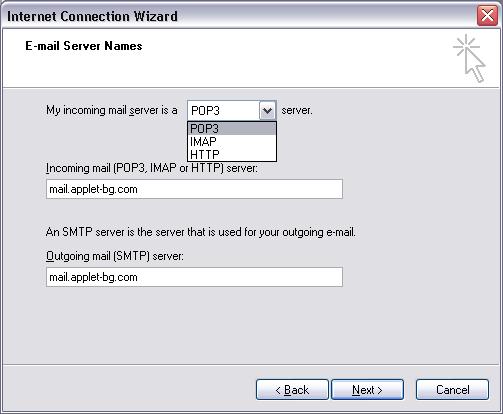 Internet Connection Wizard
E-mail Server Names
My incoming mail server is a POP3 server.
POP3
IMAP
HTTP
Incoming mail (POP3, IMAP or HTTP) server:
mail.applet-bg.com
An SMTP server is the server that is used for your outgoing e-mail.
Outgoing mail (SMTP) server:
mail.applet-bg.com
< Back Next > Cancel